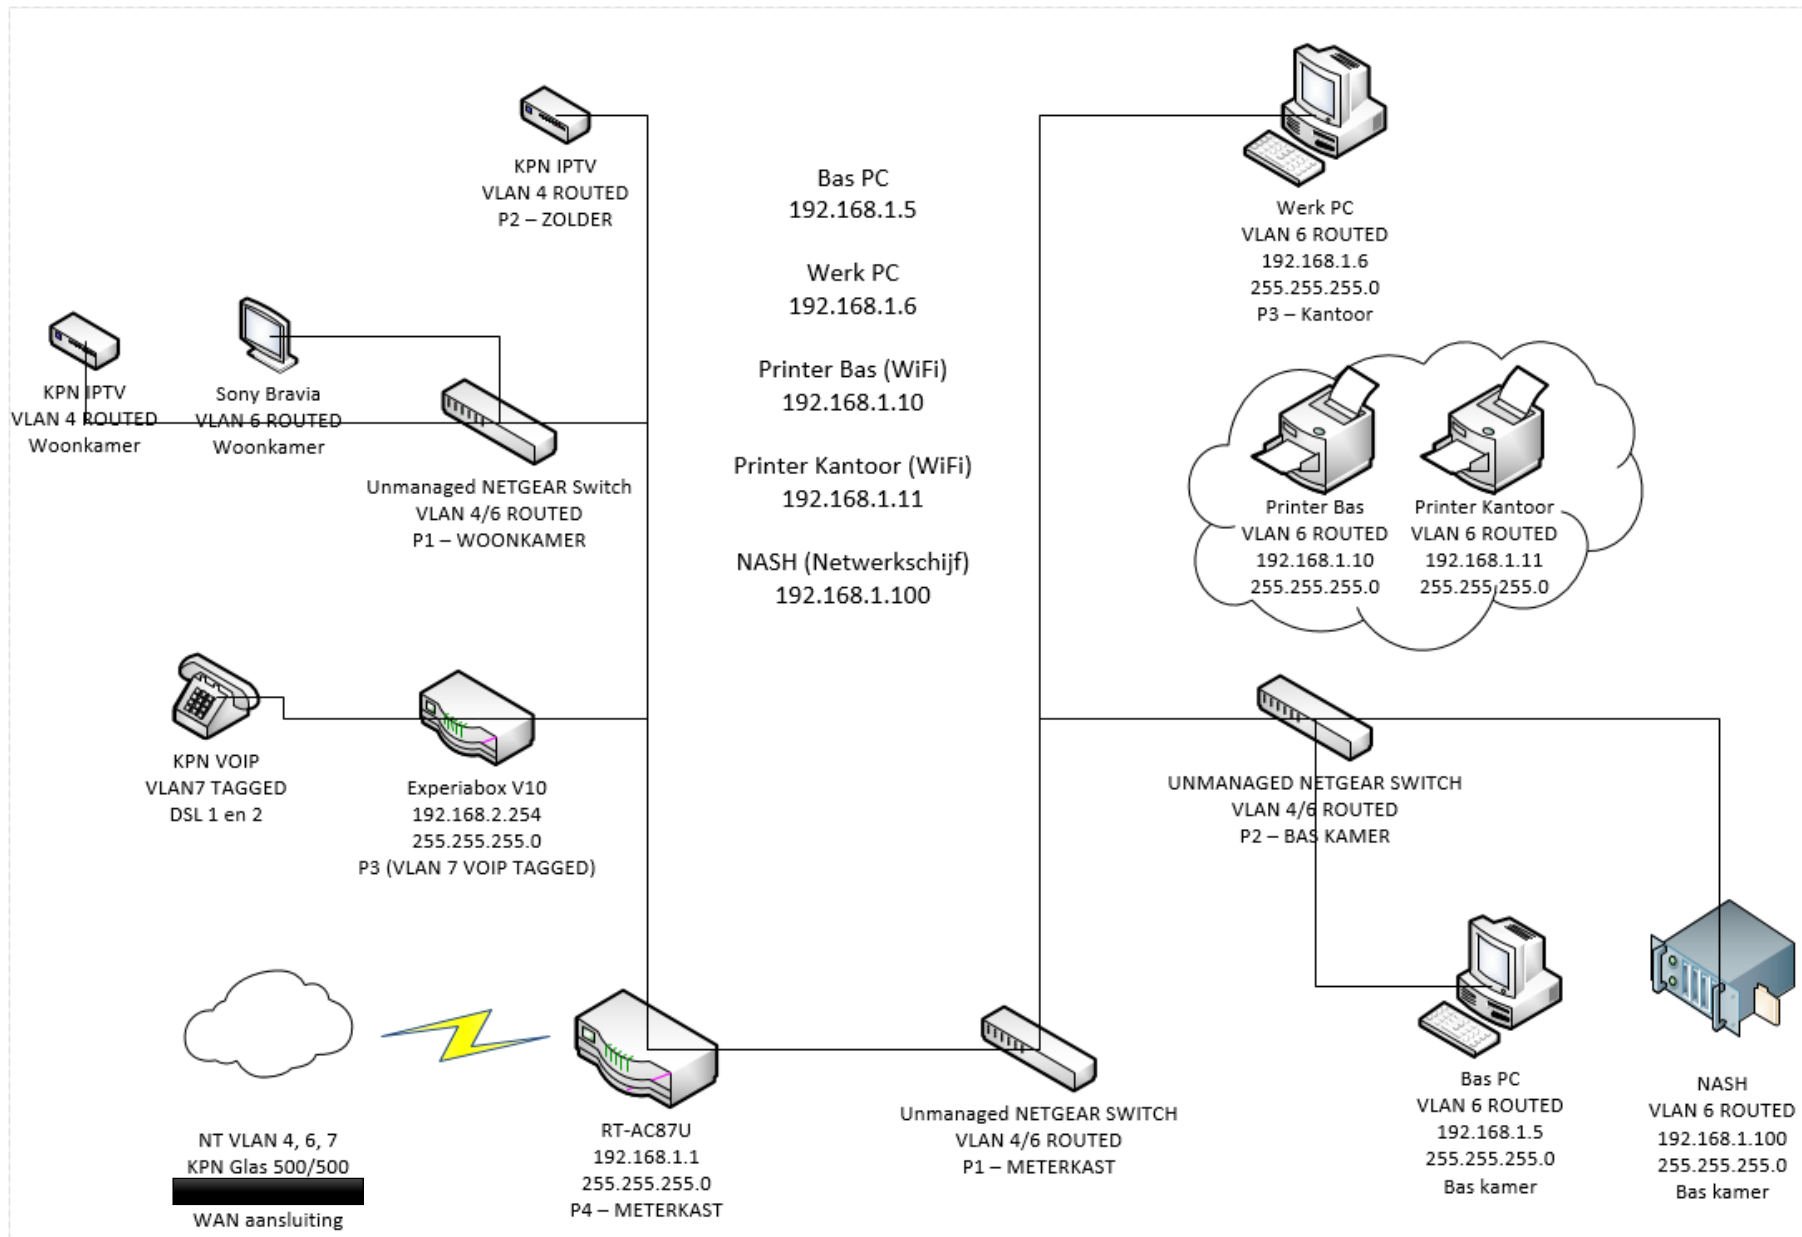 KPN IPTV
VLAN 4 ROUTED
P2 – ZOLDER
KPN IPTV
VLAN 4 ROUTED
Woonkamer
Sony Bravia
VLAN 6 ROUTED
Woonkamer
Unmanaged NETGEAR Switch
VLAN 4/6 ROUTED
P1 – WOONKAMER
KPN VOIP
VLAN7 TAGGED
DSL 1 en 2
Experiabox V10
192.168.2.254
255.255.255.0
P3 (VLAN 7 VOIP TAGGED)
NT VLAN 4, 6, 7
KPN Glas 500/500
WAN aansluiting
RT-AC87U
192.168.1.1
255.255.255.0
P4 – METERKAST
Bas PC
192.168.1.5
Werk PC
192.168.1.6
Printer Bas (WiFi)
192.168.1.10
Printer Kantoor (WiFi)
192.168.1.11
NASH (Netwerkschijf)
192.168.1.100
Unmanaged NETGEAR SWITCH
VLAN 4/6 ROUTED
P1 – METERKAST
Werk PC
VLAN 6 ROUTED
192.168.1.6
255.255.255.0
P3 – Kantoor
Printer Bas
VLAN 6 ROUTED
192.168.1.10
255.255.255.0
Printer Kantoor
VLAN 6 ROUTED
192.168.1.11
255.255.255.0
UNMANAGED NETGEAR SWITCH
VLAN 4/6 ROUTED
P2 – BAS KAMER
Bas PC
VLAN 6 ROUTED
192.168.1.5
255.255.255.0
Bas kamer
NASH
VLAN 6 ROUTED
192.168.1.100
255.255.255.0
Bas kamer